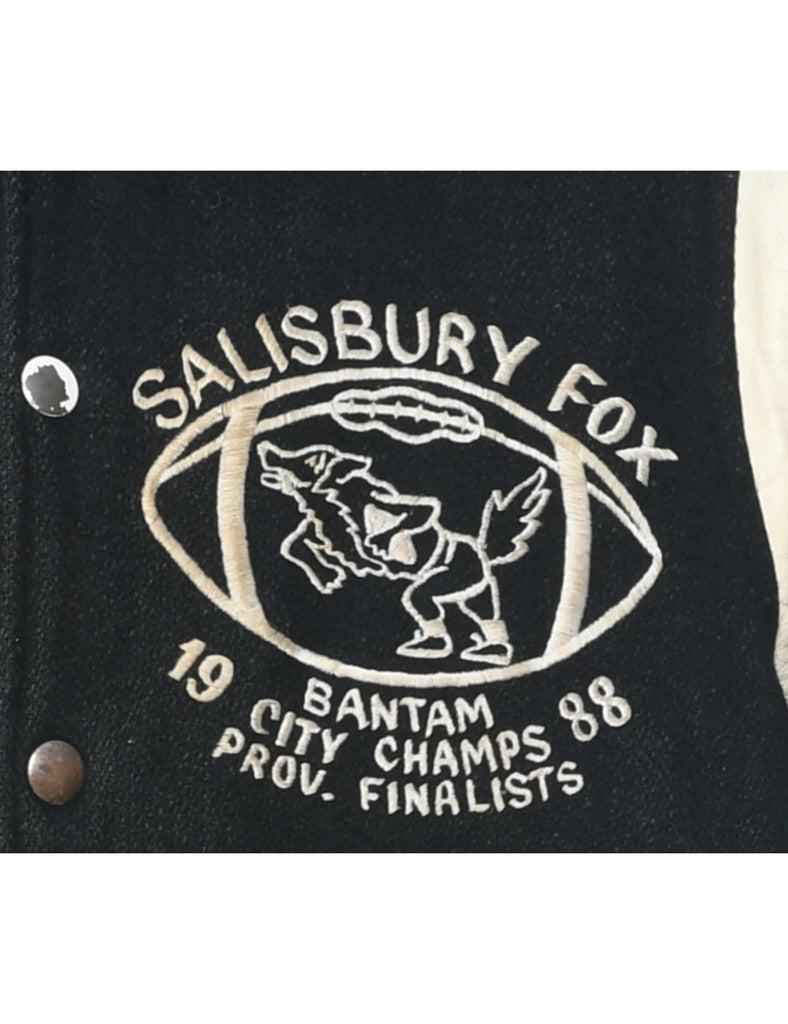 SALISBURY FOX
19 88
BANTAM
CITY CHAMPS
PROV. FINALISTS